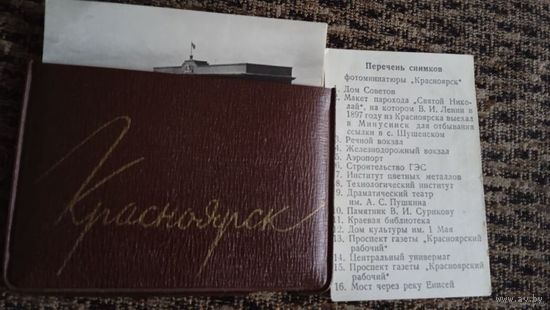 Красноярск
Перечень снимков
фотоминиатюры „Красноярск"
1. Дом Советов
2. Макет парохода „Святой Нико-
лай", на котором В. И. Ленин в
1897 году из Красноярска выехал
в Минусинск для отбывания
ссылки в с. Шушенском
3. Речной вокзал
4. Железнодорожный вокзал
5. Аэропорт
6. Строительство ГЭС
7. Институт цветных металлов
8. Технологический институт
9. Драматический театр
им. А. С. Пушкина
10. Памятник В. И. Сурикову
11. Краевая библиотека
12. Дом культуры им. 1 Мая
13. Проспект газеты „Красноярский
рабочий"
14. Центральный универмаг
15. Проспект газеты „Красноярский
рабочий"
16. Мост через реку Енисей